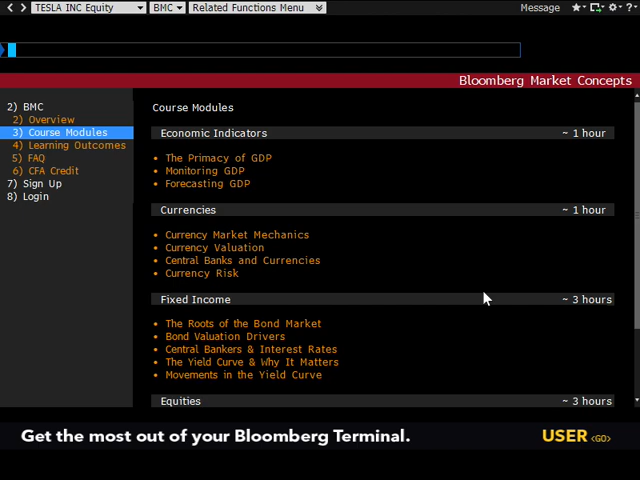 TESLA INC Equity BMC Related Functions Menu Message ?
Bloomberg Market Concepts
2) BMC
2) Overview
3) Course Modules
4) Learning Outcomes
5) FAQ
6) CFA Credit
7) Sign Up
8) Login
Course Modules
Economic Indicators ~ 1 hour
• The Primacy of GDP
• Monitoring GDP
• Forecasting GDP
Currencies ~ 1 hour
• Currency Market Mechanics
• Currency Valuation
• Central Banks and Currencies
• Currency Risk
Fixed Income ~ 3 hours
• The Roots of the Bond Market
• Bond Valuation Drivers
• Central Bankers & Interest Rates
• The Yield Curve & Why It Matters
• Movements in the Yield Curve
Equities ~ 3 hours
Get the most out of your Bloomberg Terminal. USER <GO>